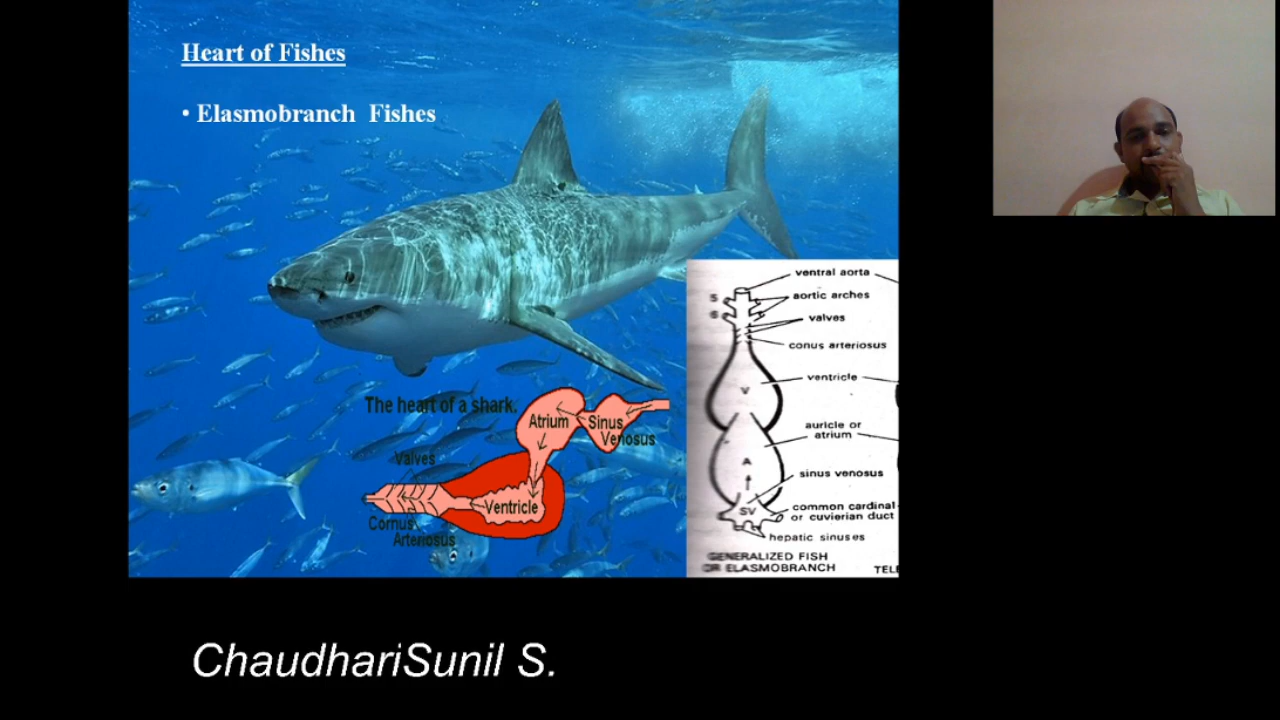 Heart of Fishes
• Elasmobranch Fishes
The heart of a shark.
Atrium
Sinus
Venosus
Valves
Ventricle
Cornus
Arteriosus
ventral aorta
5
aortic arches
6
valves
conus arteriosus
ventricle
V
auricle or
atrium
A
sinus venosus
SV
common cardinal
or cuvierian duct
hepatic sinuses
GENERALIZED FISH
OR ELASMOBRANCH
TEL
ChaudhariSunil S.